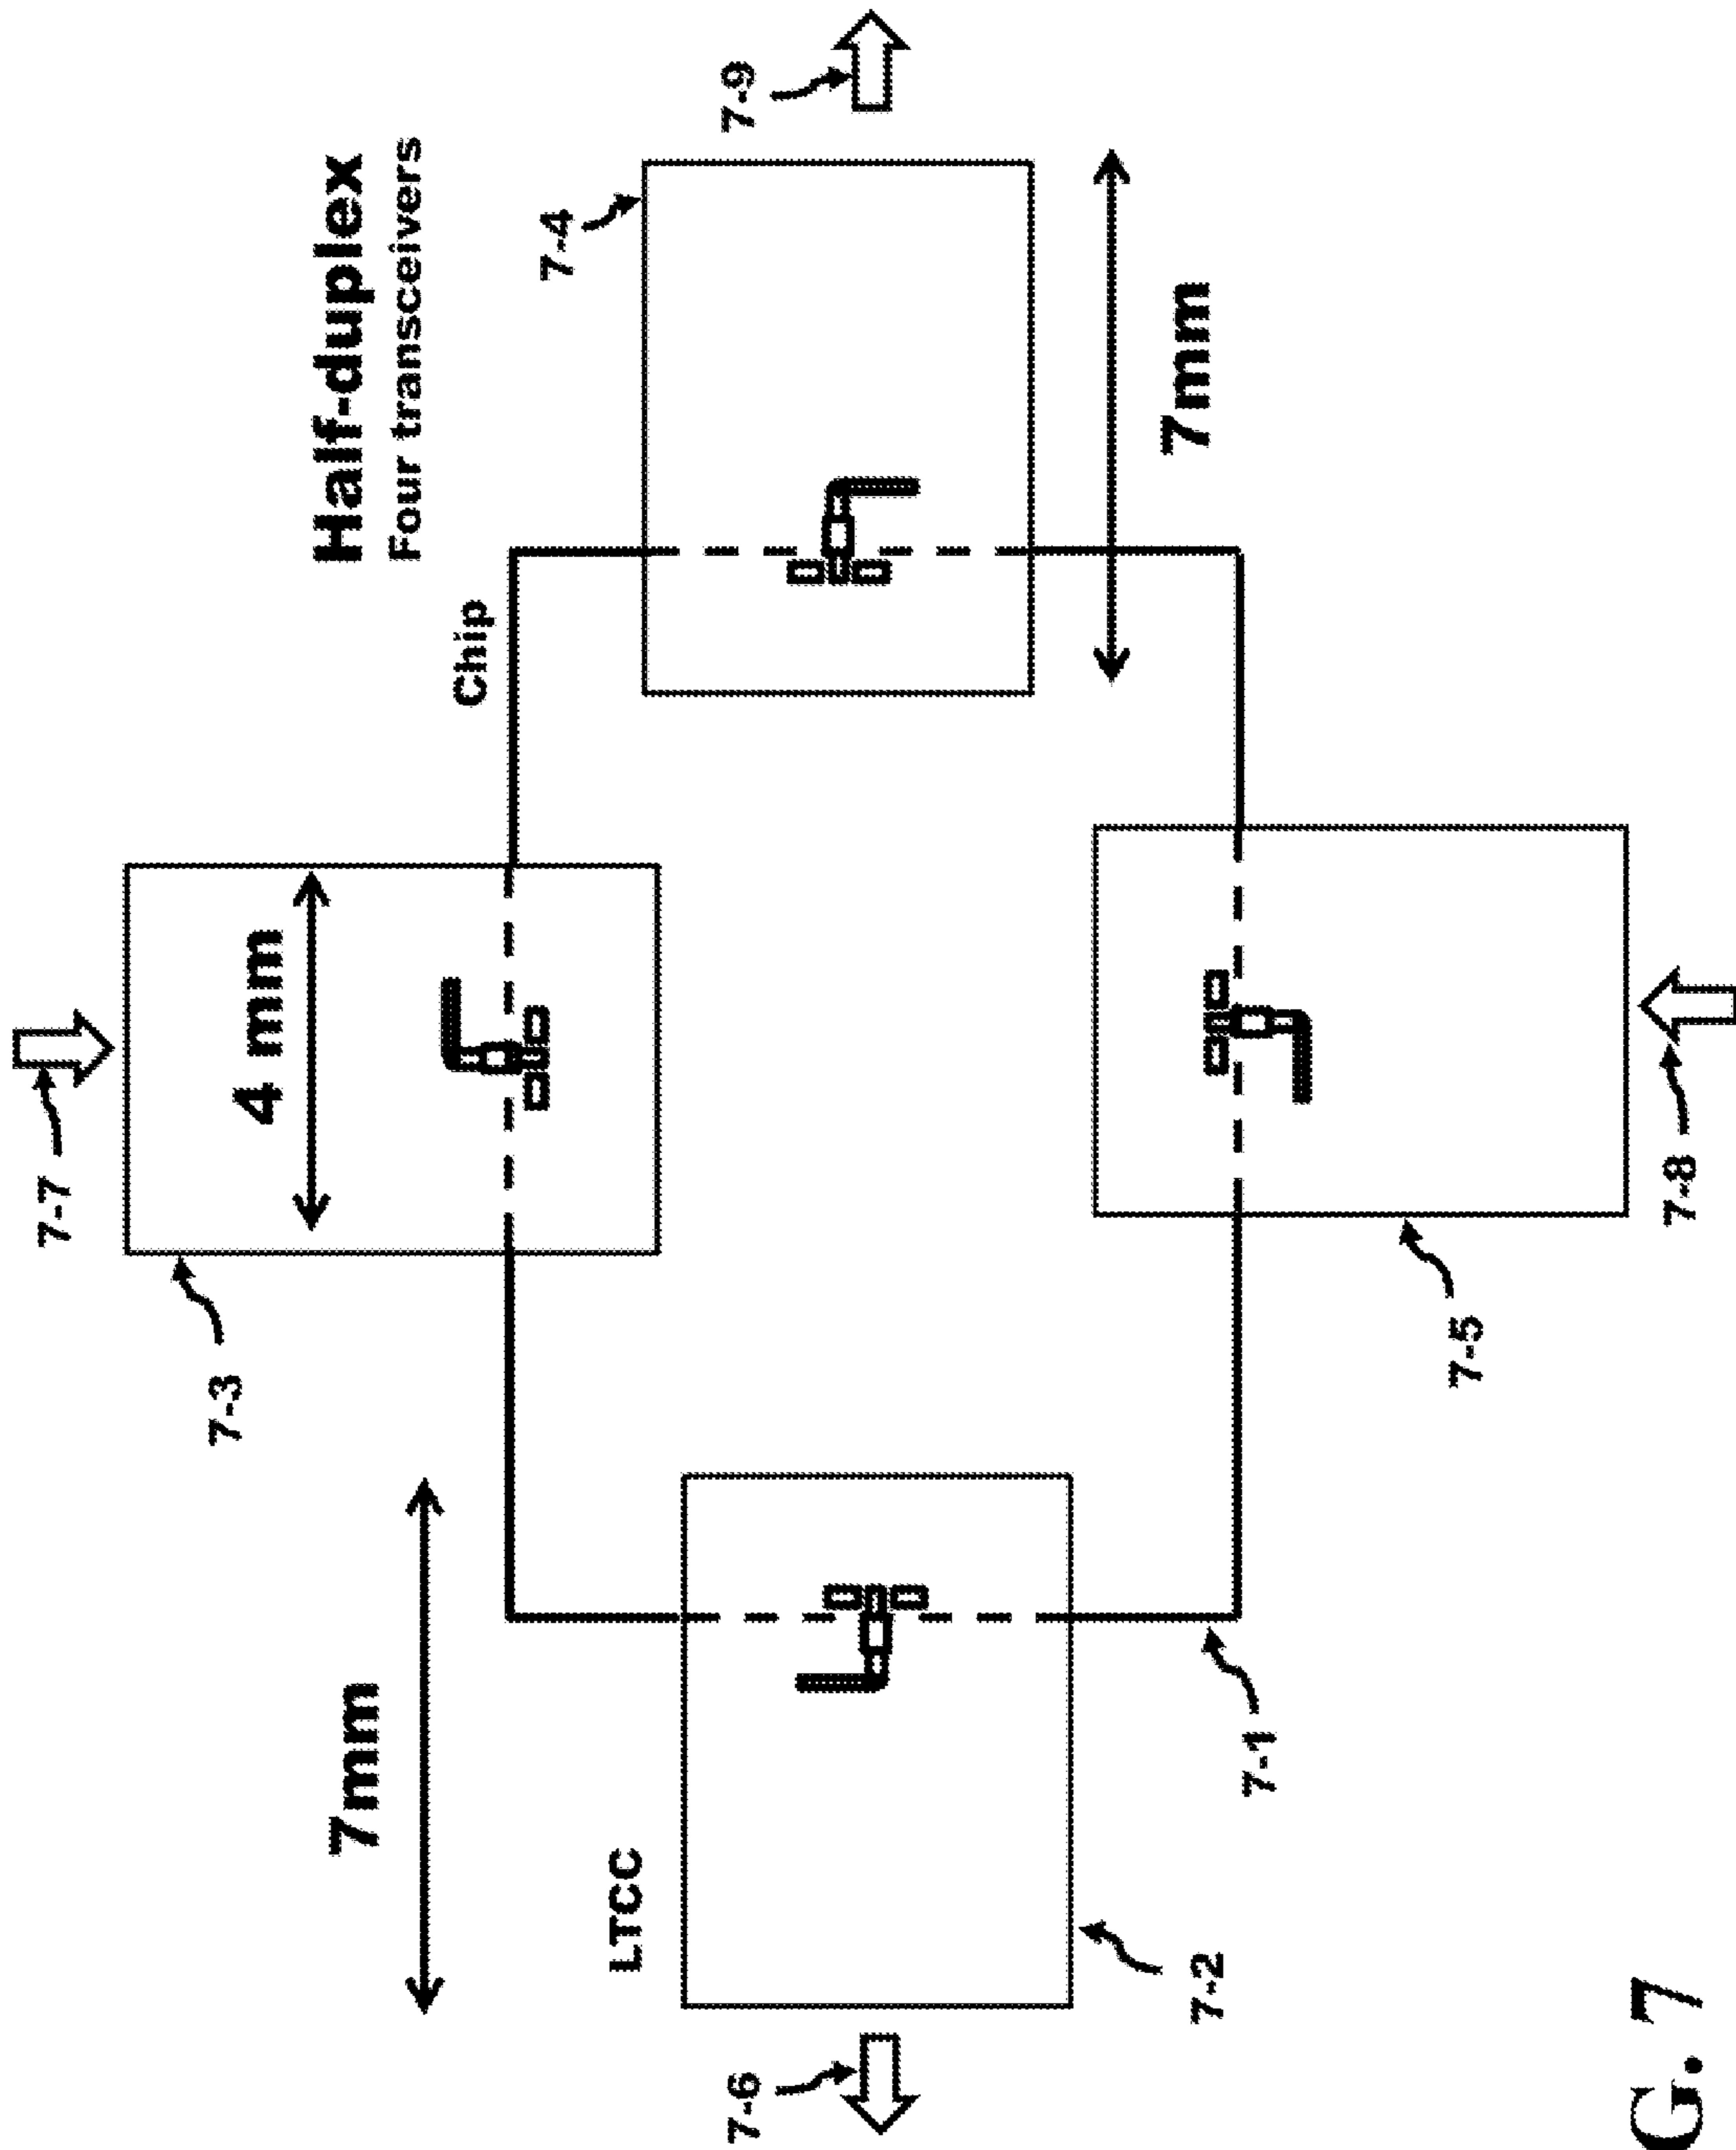 7-7
7-3
4 mm
Half-duplex
7mm
Four transceivers
Chip
7-4
LTCC
7-6
7-9
7mm
7-2
7-1
7-5
7-8
G. 7